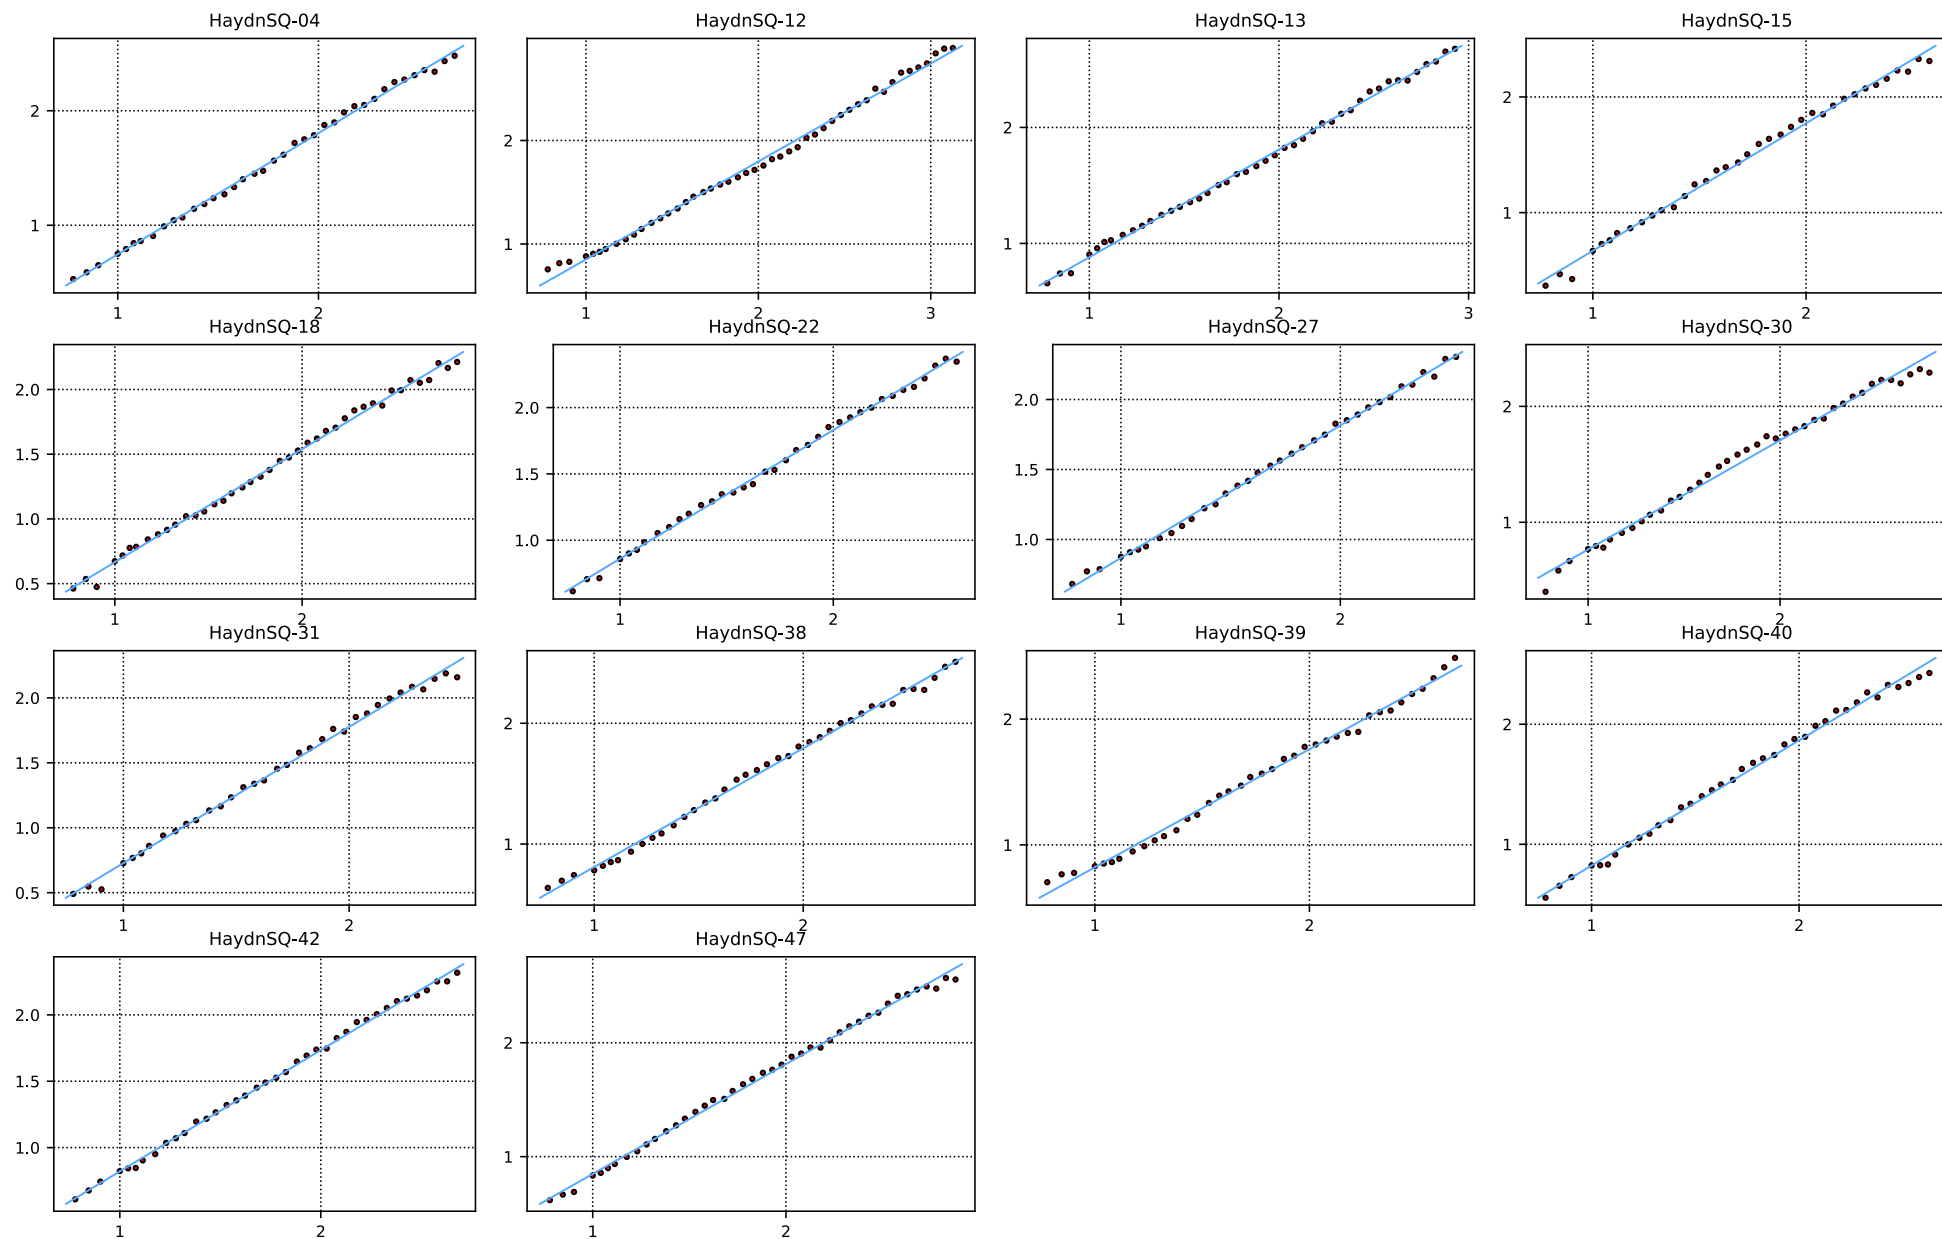 HaydnSQ-04 HaydnSQ-12 HaydnSQ-13 HaydnSQ-15
2 2 2 2
1 1 1 1
1 2 1 2 3 1 2 3 1 2
HaydnSQ-18 HaydnSQ-22 HaydnSQ-27 HaydnSQ-30
2.0 2.0 2.0 2
1.5 1.5 1.5
1.0 1.0 1.0 1
0.5
1 2 1 2 1 2 1 2
HaydnSQ-31 HaydnSQ-38 HaydnSQ-39 HaydnSQ-40
2.0 2 2 2
1.5
1.0 1 1 1
0.5
1 2 1 2 1 2 1 2
HaydnSQ-42 HaydnSQ-47
2.0 2
1.5
1.0 1
1 2 1 2